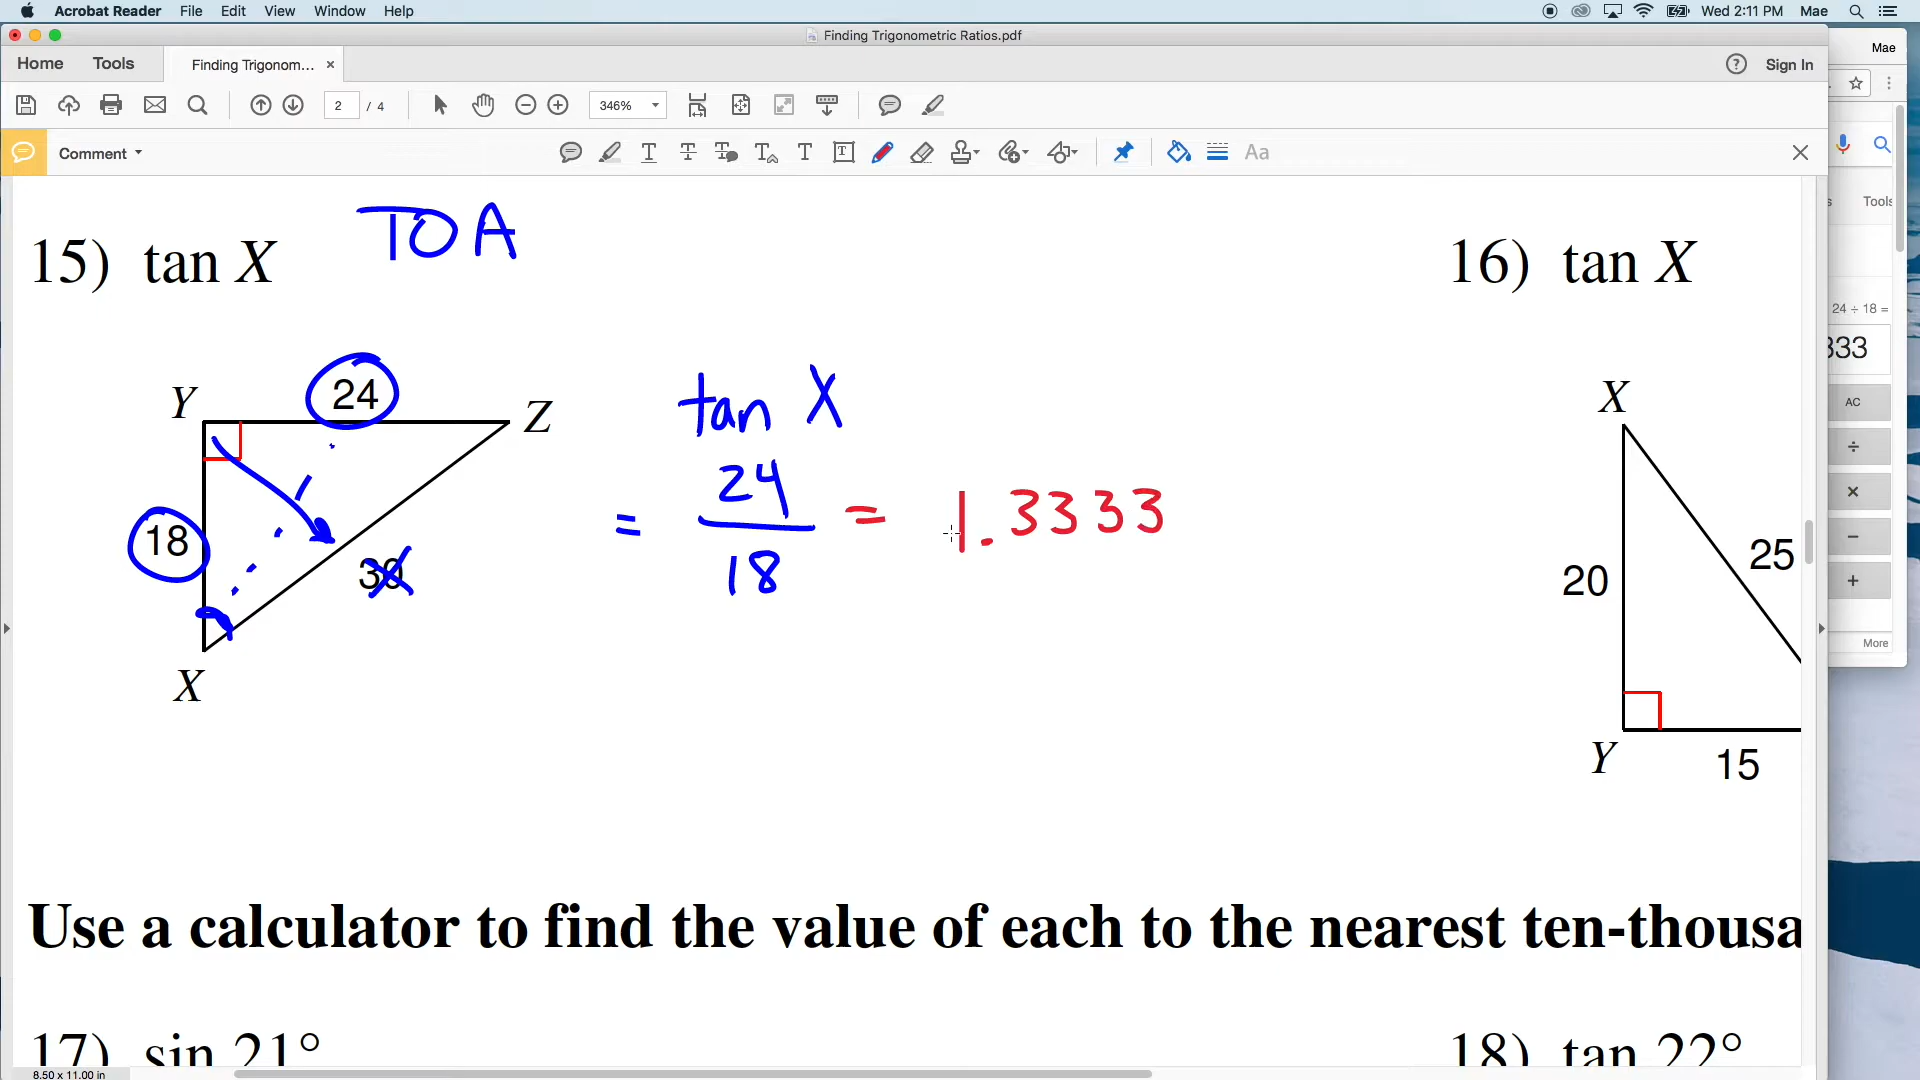 Acrobat Reader File Edit View Window Help Wed 2:11 PM Mae
Finding Trigonometric Ratios.pdf
Mae
Home Tools Finding Trigonom... × ? Sign In
2 / 4 346%
Comment T T T T T T Aa
Tools
15) tan X TOA
16) tan X
24 ÷ 18 =
333
AC
÷
×
−
+
More
Y 24 Z
18 30
X
tan X
= 24/18 = 1.3333
X
20 25
Y 15
Use a calculator to find the value of each to the nearest ten-thousa
17) sin 21°
18) tan 22°
8.50 x 11.00 in